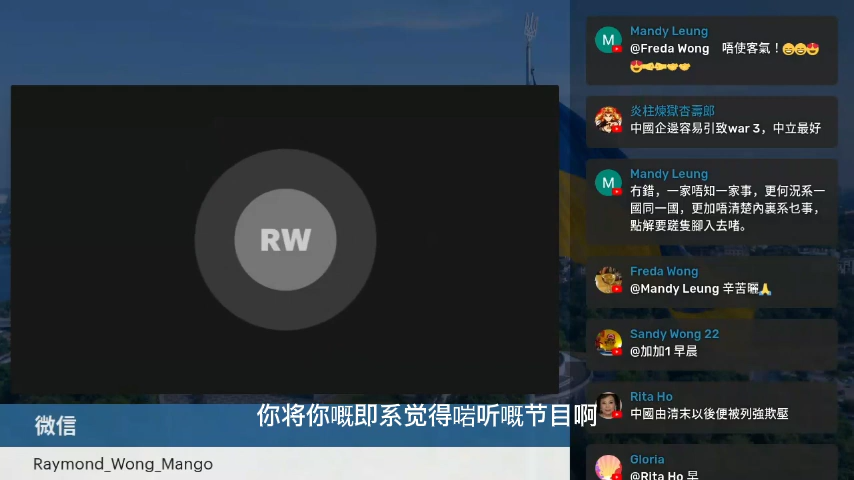 RW
微信
你将你嘅即系觉得啱听嘅节目啊
Raymond_Wong_Mango
M
Mandy Leung
@Freda Wong 唔使客氣！😄😄😍
😍🤜🤛🤝🤝
炎柱煉獄杏壽郎
中國企邊容易引致war 3，中立最好
M
Mandy Leung
冇錯，一家唔知一家事，更何況系一
國同一國，更加唔清楚內裏系乜事，
點解要蹤隻腳入去啫。
Freda Wong
@Mandy Leung 辛苦曬🙏
Sandy Wong 22
@加加1 早晨
Rita Ho
中國由清末以後便被列強欺壓
Gloria
@Rita Ho 早